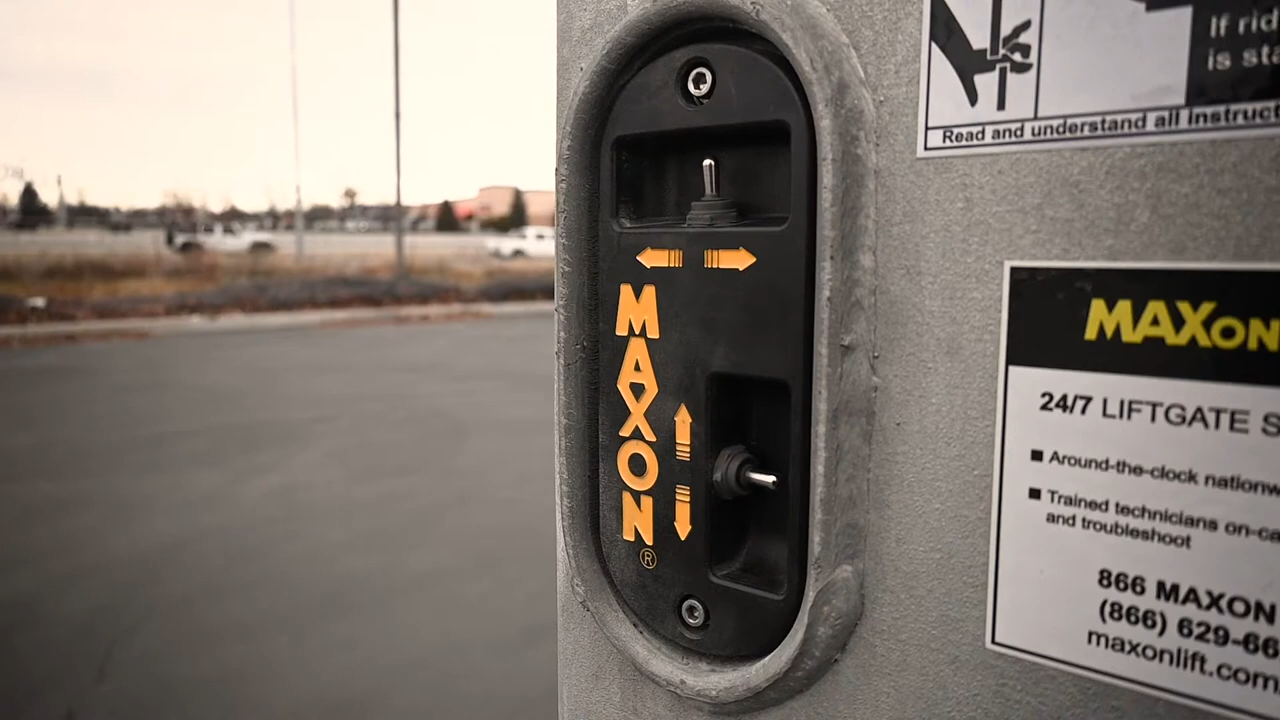 MAXON
®
If rid
is sta
Read and understand all Instruct
MAXON
24/7 LIFTGATE S
Around-the-clock nationw
Trained technicians on-ca
and troubleshoot
866 MAXON
(866) 629-66
maxonlift.com